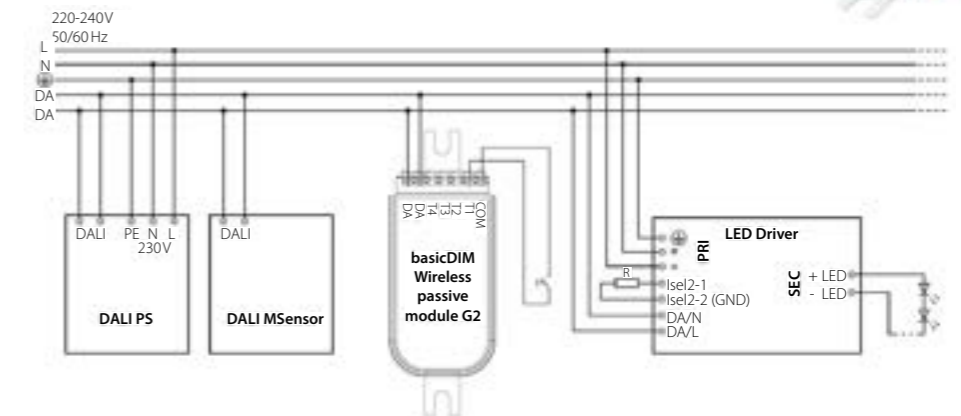 220-240V
50/60 Hz
L
N
DA
DA
DALI PE N L
230V
DALI PS
DALI
DALI MSensor
DA
DA
T4
T3
T2
T1
COM
basicDIM
Wireless
passive
module G2
LED Driver
PRI
R
Isel2-1
Isel2-2 (GND)
DA/N
DA/L
SEC
+ LED
- LED